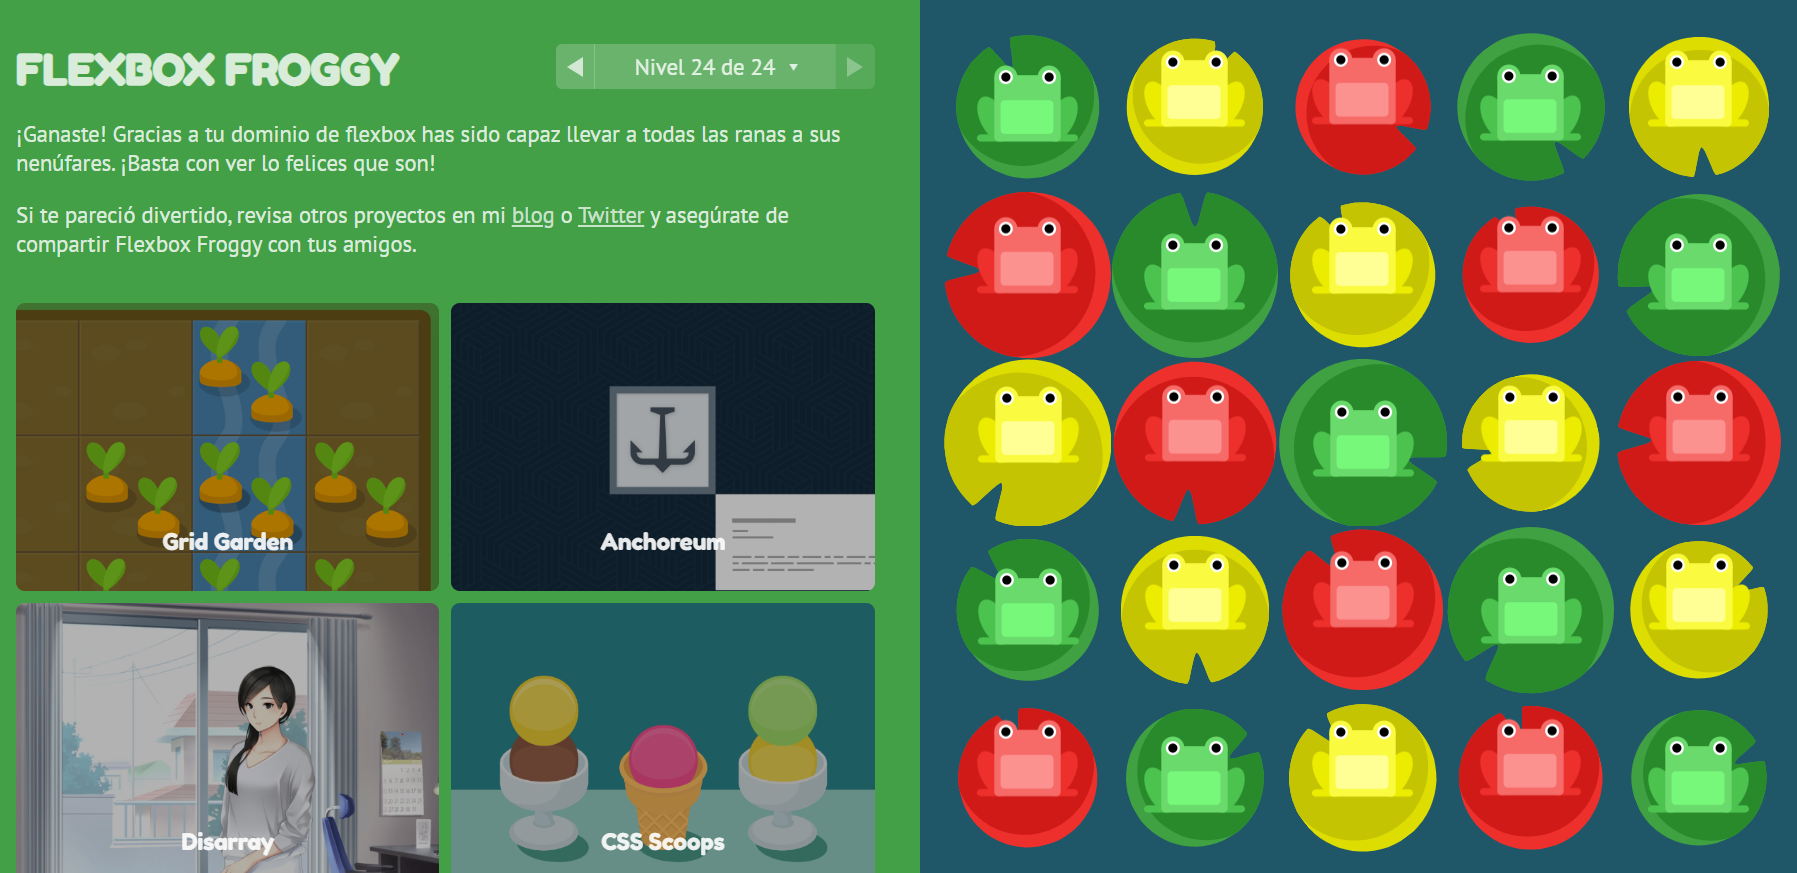 FLEXBOX FROGGY
Nivel 24 de 24
¡Ganaste! Gracias a tu dominio de flexbox has sido capaz llevar a todas las ranas a sus
nenúfares. ¡Basta con ver lo felices que son!
Si te pareció divertido, revisa otros proyectos en mi blog o Twitter y asegúrate de
compartir Flexbox Froggy con tus amigos.
Grid Garden
Anchoreum
Disarray
CSS Scoops